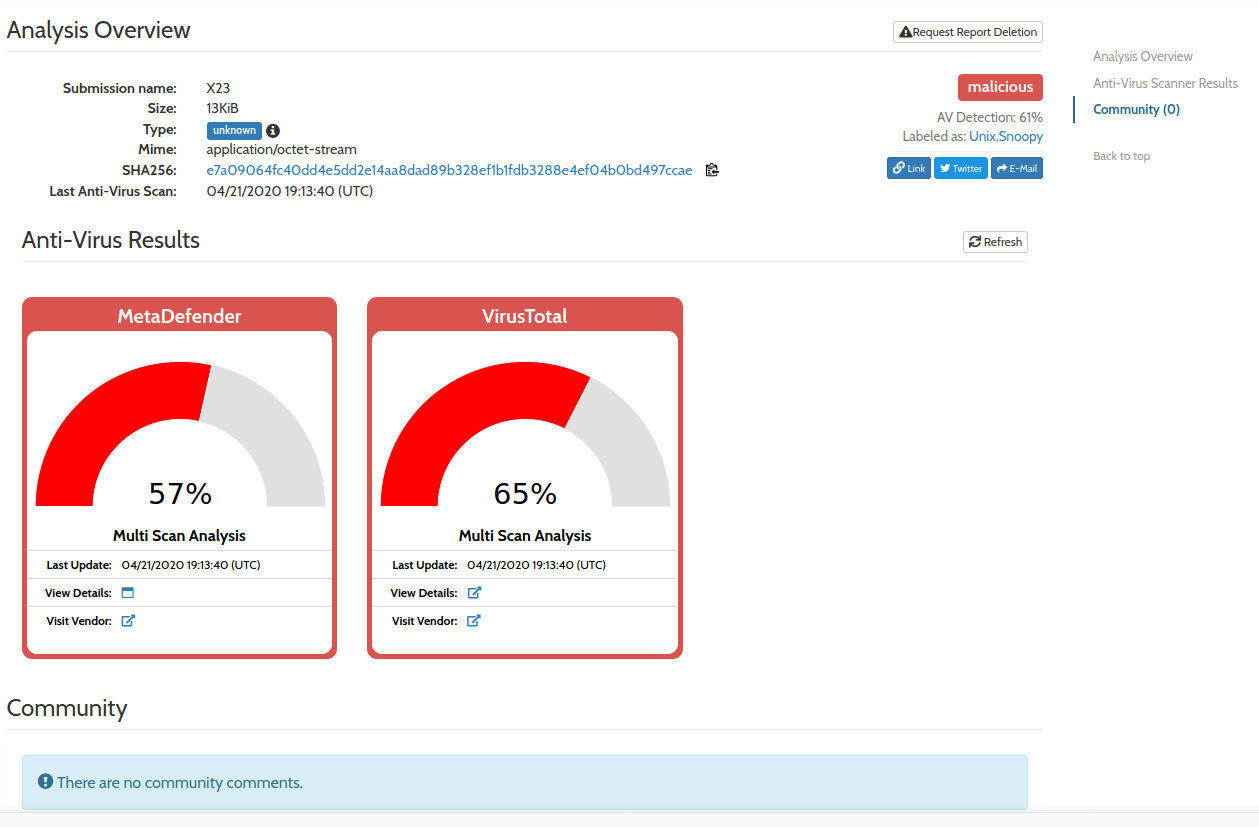 Analysis Overview
Request Report Deletion
Submission name: X23
Size: 13KiB
Type: unknown
Mime: application/octet-stream
SHA256: e7a09064fc40dd4e5dd2e14aa8dad89b328ef1b1fdb3288e4ef04b0bd497ccae
Last Anti-Virus Scan: 04/21/2020 19:13:40 (UTC)
malicious
AV Detection: 61%
Labeled as: Unix.Snoopy
Link Twitter E-Mail
Analysis Overview
Anti-Virus Scanner Results
Community (0)
Back to top
Anti-Virus Results
Refresh
MetaDefender
57%
Multi Scan Analysis
Last Update: 04/21/2020 19:13:40 (UTC)
View Details:
Visit Vendor:
VirusTotal
65%
Multi Scan Analysis
Last Update: 04/21/2020 19:13:40 (UTC)
View Details:
Visit Vendor:
Community
There are no community comments.